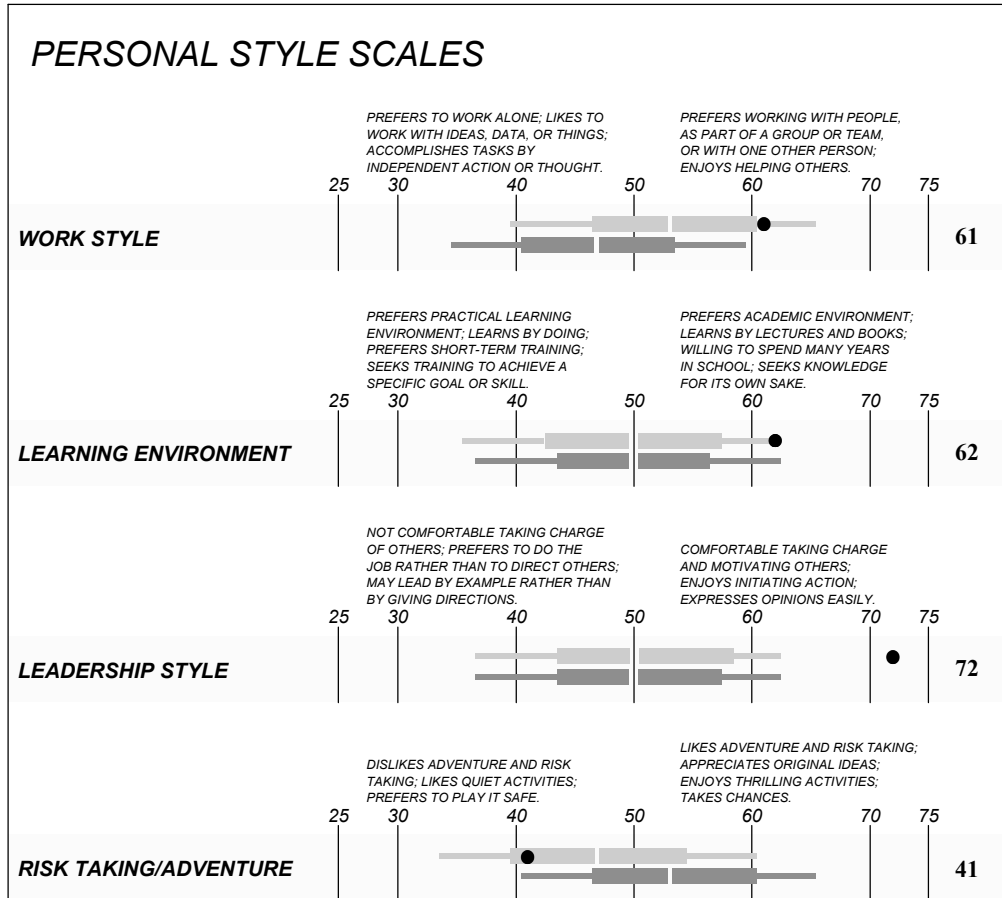 PERSONAL STYLE SCALES
PREFERS TO WORK ALONE; LIKES TO
WORK WITH IDEAS, DATA, OR THINGS;
ACCOMPLISHES TASKS BY
INDEPENDENT ACTION OR THOUGHT.
PREFERS WORKING WITH PEOPLE,
AS PART OF A GROUP OR TEAM,
OR WITH ONE OTHER PERSON;
ENJOYS HELPING OTHERS.
25 30 40 50 60 70 75
WORK STYLE 61
PREFERS PRACTICAL LEARNING
ENVIRONMENT; LEARNS BY DOING;
PREFERS SHORT-TERM TRAINING;
SEEKS TRAINING TO ACHIEVE A
SPECIFIC GOAL OR SKILL.
PREFERS ACADEMIC ENVIRONMENT;
LEARNS BY LECTURES AND BOOKS;
WILLING TO SPEND MANY YEARS
IN SCHOOL; SEEKS KNOWLEDGE
FOR ITS OWN SAKE.
25 30 40 50 60 70 75
LEARNING ENVIRONMENT 62
NOT COMFORTABLE TAKING CHARGE
OF OTHERS; PREFERS TO DO THE
JOB RATHER THAN TO DIRECT OTHERS;
MAY LEAD BY EXAMPLE RATHER THAN
BY GIVING DIRECTIONS.
COMFORTABLE TAKING CHARGE
AND MOTIVATING OTHERS;
ENJOYS INITIATING ACTION;
EXPRESSES OPINIONS EASILY.
25 30 40 50 60 70 75
LEADERSHIP STYLE 72
DISLIKES ADVENTURE AND RISK
TAKING; LIKES QUIET ACTIVITIES;
PREFERS TO PLAY IT SAFE.
LIKES ADVENTURE AND RISK TAKING;
APPRECIATES ORIGINAL IDEAS;
ENJOYS THRILLING ACTIVITIES;
TAKES CHANCES.
25 30 40 50 60 70 75
RISK TAKING/ADVENTURE 41